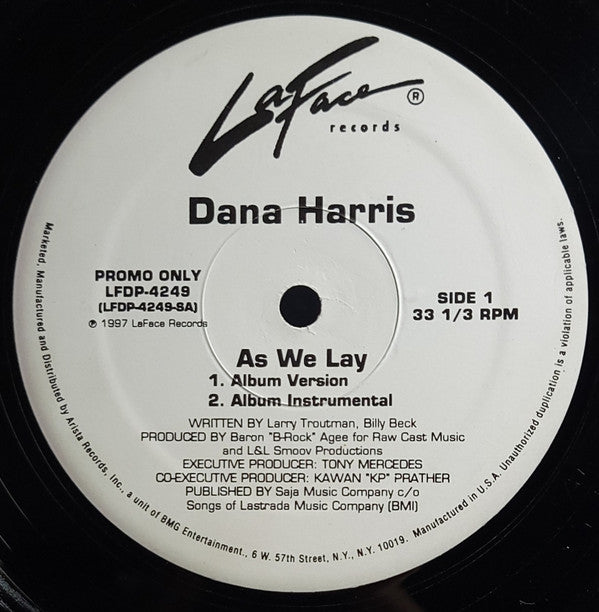 LaFace ®
records
Dana Harris
PROMO ONLY
LFDP-4249
(LFDP-4249-SA)
℗ 1997 LaFace Records
SIDE 1
33 1/3 RPM
As We Lay
1. Album Version
2. Album Instrumental
WRITTEN BY Larry Troutman, Billy Beck
PRODUCED BY Baron "B-Rock" Agee for Raw Cast Music
and L&L Smoov Productions
EXECUTIVE PRODUCER: TONY MERCEDES
CO-EXECUTIVE PRODUCER: KAWAN "KP" PRATHER
PUBLISHED BY Saja Music Company c/o
Songs of Lastrada Music Company (BMI)
Marketed, Manufactured and Distributed by Arista Records, Inc., a unit of BMG Entertainment., 6 W. 57th Street, N.Y., N.Y. 10019. Manufactured in U.S.A. Unauthorized duplication is a violation of applicable laws.